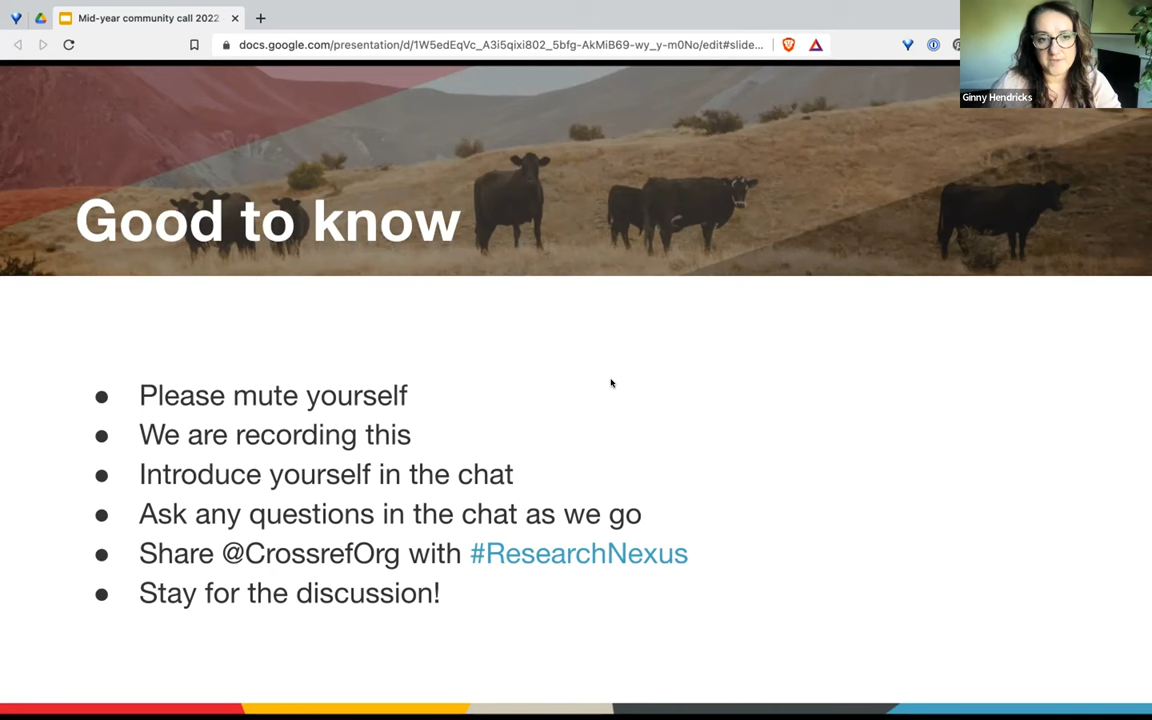 Mid-year community call 2022
docs.google.com/presentation/d/1W5edEqVc_A3i5qixi802_5bfg-AkMiB69-wy_y-m0No/edit#slide...
Ginny Hendricks
Good to know
● Please mute yourself
● We are recording this
● Introduce yourself in the chat
● Ask any questions in the chat as we go
● Share @CrossrefOrg with #ResearchNexus
● Stay for the discussion!